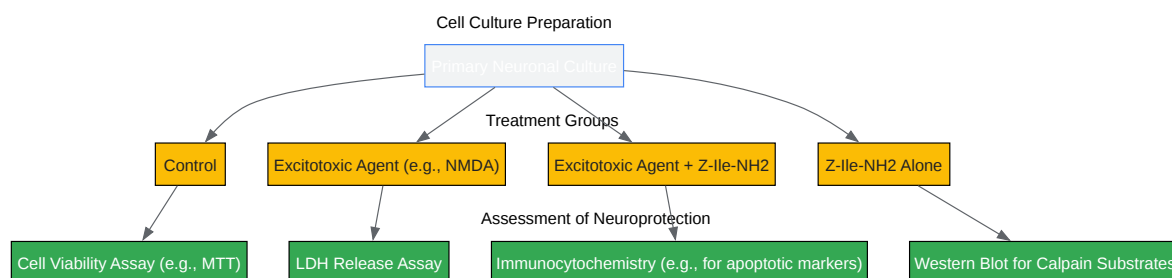 Cell Culture Preparation
Primary Neuronal Culture
Treatment Groups
Control
Excitotoxic Agent (e.g., NMDA)
Excitotoxic Agent + Z-Ile-NH2
Z-Ile-NH2 Alone
Assessment of Neuroprotection
Cell Viability Assay (e.g., MTT)
LDH Release Assay
Immunocytochemistry (e.g., for apoptotic markers)
Western Blot for Calpain Substrates